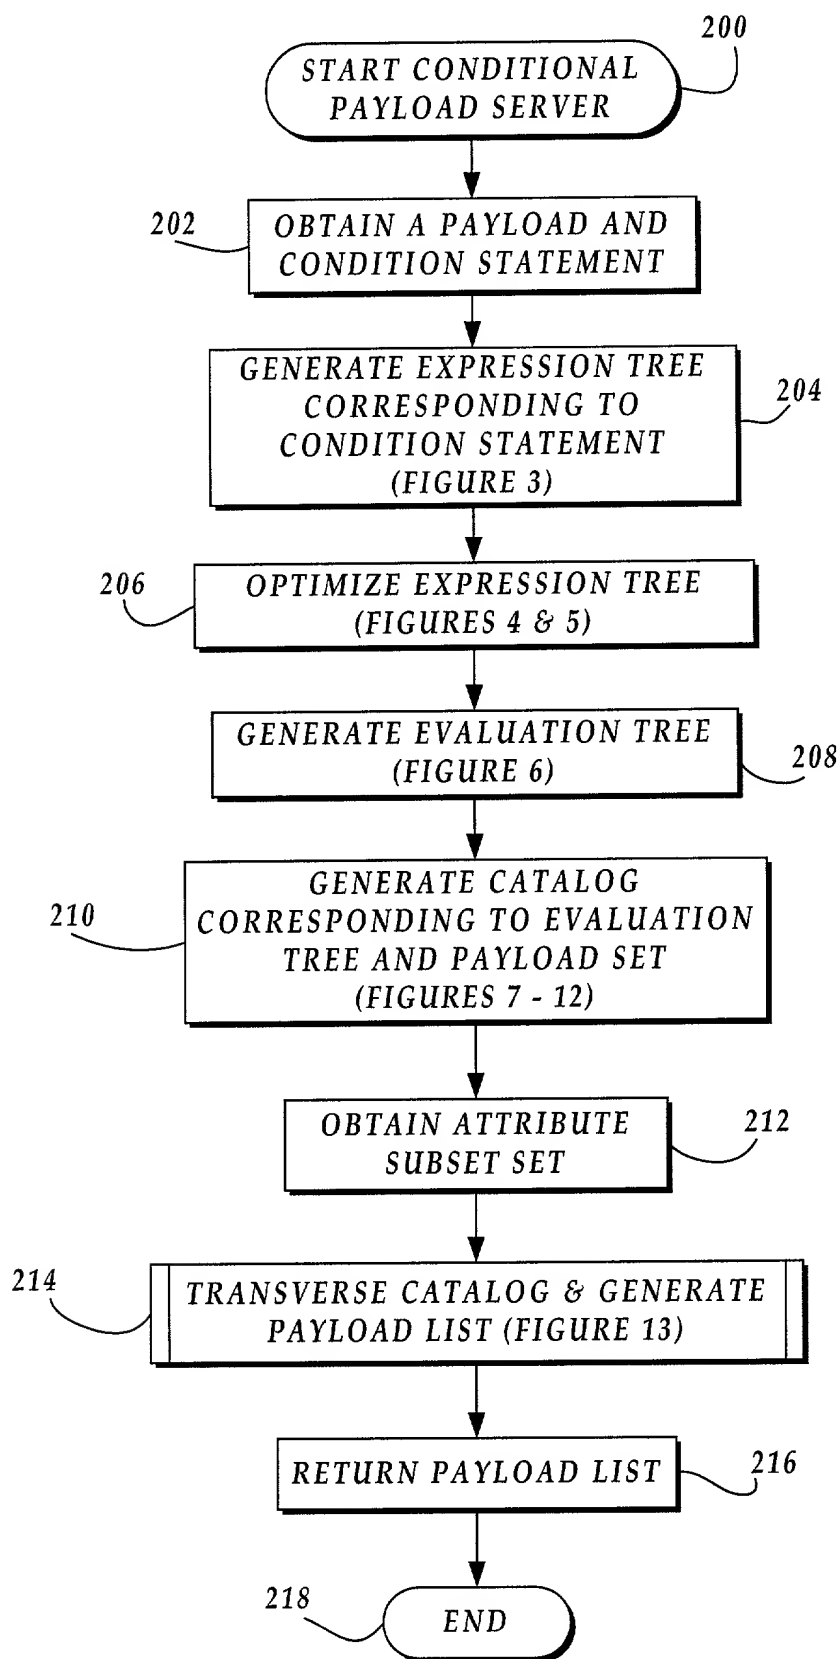 200
START CONDITIONAL
PAYLOAD SERVER
202
OBTAIN A PAYLOAD AND
CONDITION STATEMENT
GENERATE EXPRESSION TREE
CORRESPONDING TO
CONDITION STATEMENT
(FIGURE 3)
204
206
OPTIMIZE EXPRESSION TREE
(FIGURES 4 & 5)
GENERATE EVALUATION TREE
(FIGURE 6)
208
210
GENERATE CATALOG
CORRESPONDING TO EVALUATION
TREE AND PAYLOAD SET
(FIGURES 7 - 12)
OBTAIN ATTRIBUTE
SUBSET SET
212
214
TRANSVERSE CATALOG & GENERATE
PAYLOAD LIST (FIGURE 13)
RETURN PAYLOAD LIST
216
218
END